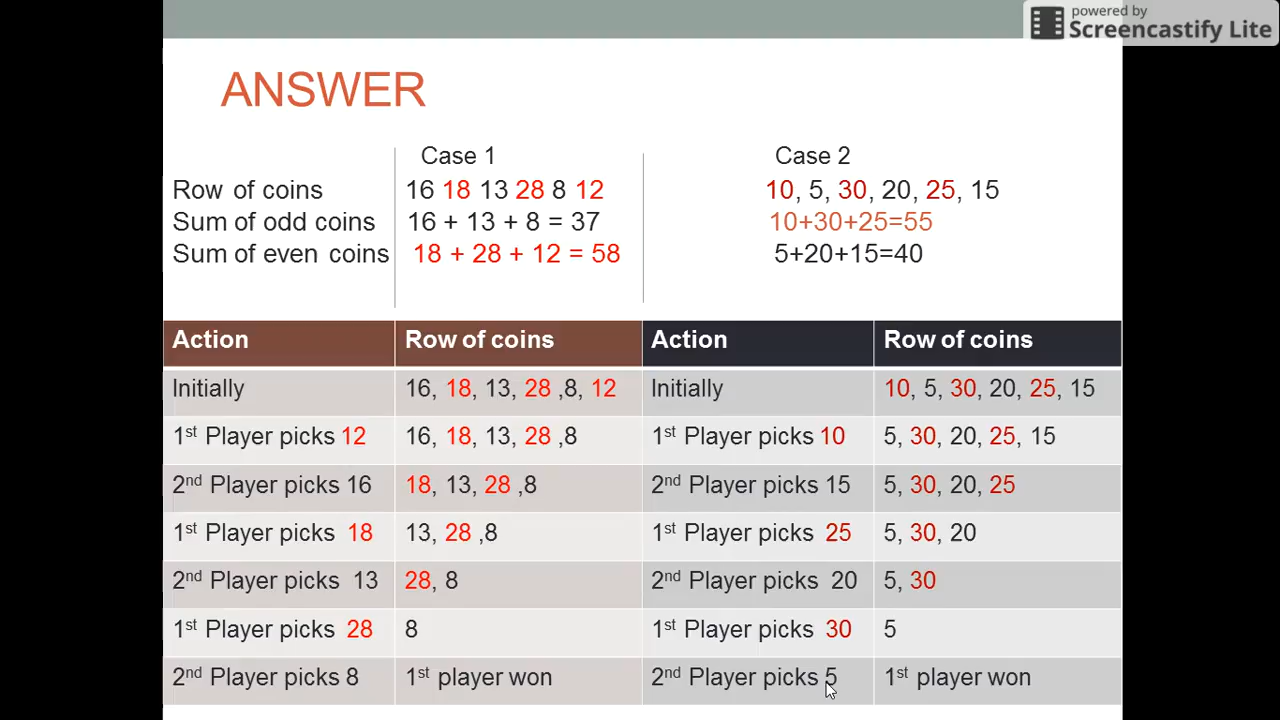 powered by
Screencastify Lite
ANSWER
Case 1 Case 2
Row of coins 16 18 13 28 8 12 10, 5, 30, 20, 25, 15
Sum of odd coins 16 + 13 + 8 = 37 10+30+25=55
Sum of even coins 18 + 28 + 12 = 58 5+20+15=40
Action Row of coins Action Row of coins
Initially 16, 18, 13, 28 ,8, 12 Initially 10, 5, 30, 20, 25, 15
1st Player picks 12 16, 18, 13, 28 ,8 1st Player picks 10 5, 30, 20, 25, 15
2nd Player picks 16 18, 13, 28 ,8 2nd Player picks 15 5, 30, 20, 25
1st Player picks 18 13, 28 ,8 1st Player picks 25 5, 30, 20
2nd Player picks 13 28, 8 2nd Player picks 20 5, 30
1st Player picks 28 8 1st Player picks 30 5
2nd Player picks 8 1st player won 2nd Player picks 5 1st player won